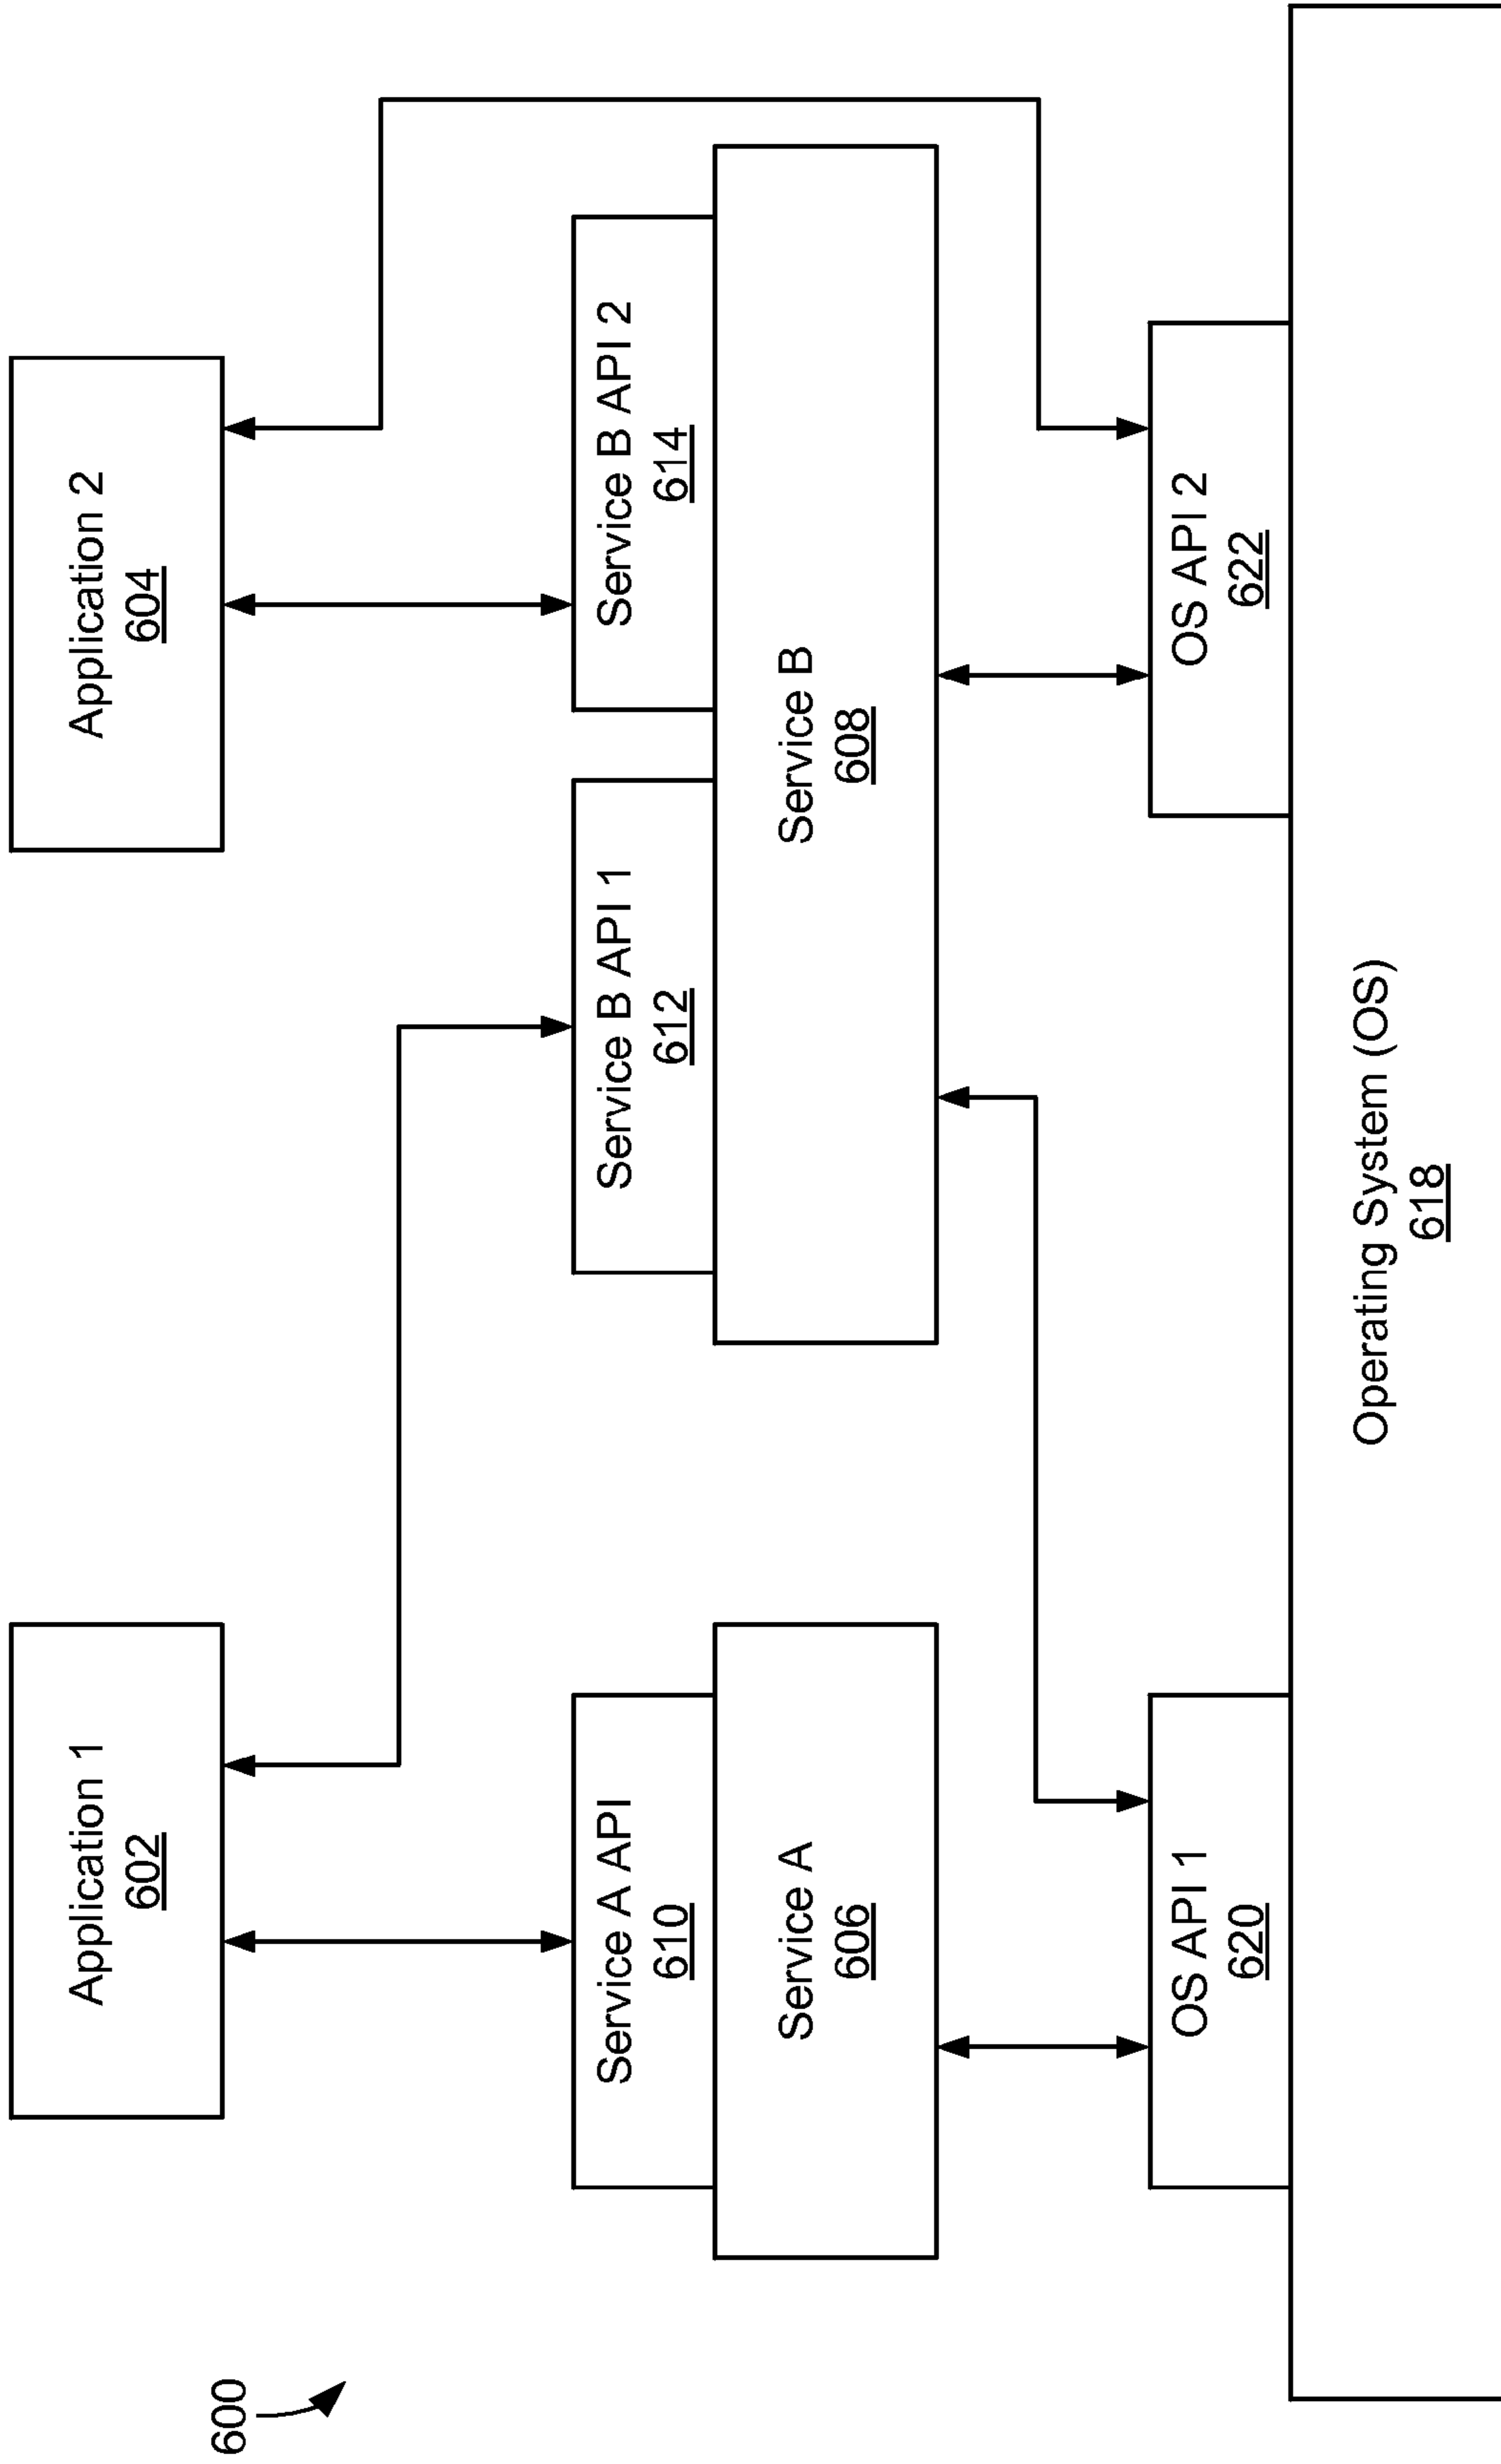 600
Application 1
602
Application 2
604
Service A API
610
Service B API 1
612
Service B API 2
614
Service A
606
Service B
608
OS API 1
620
OS API 2
622
Operating System (OS)
618